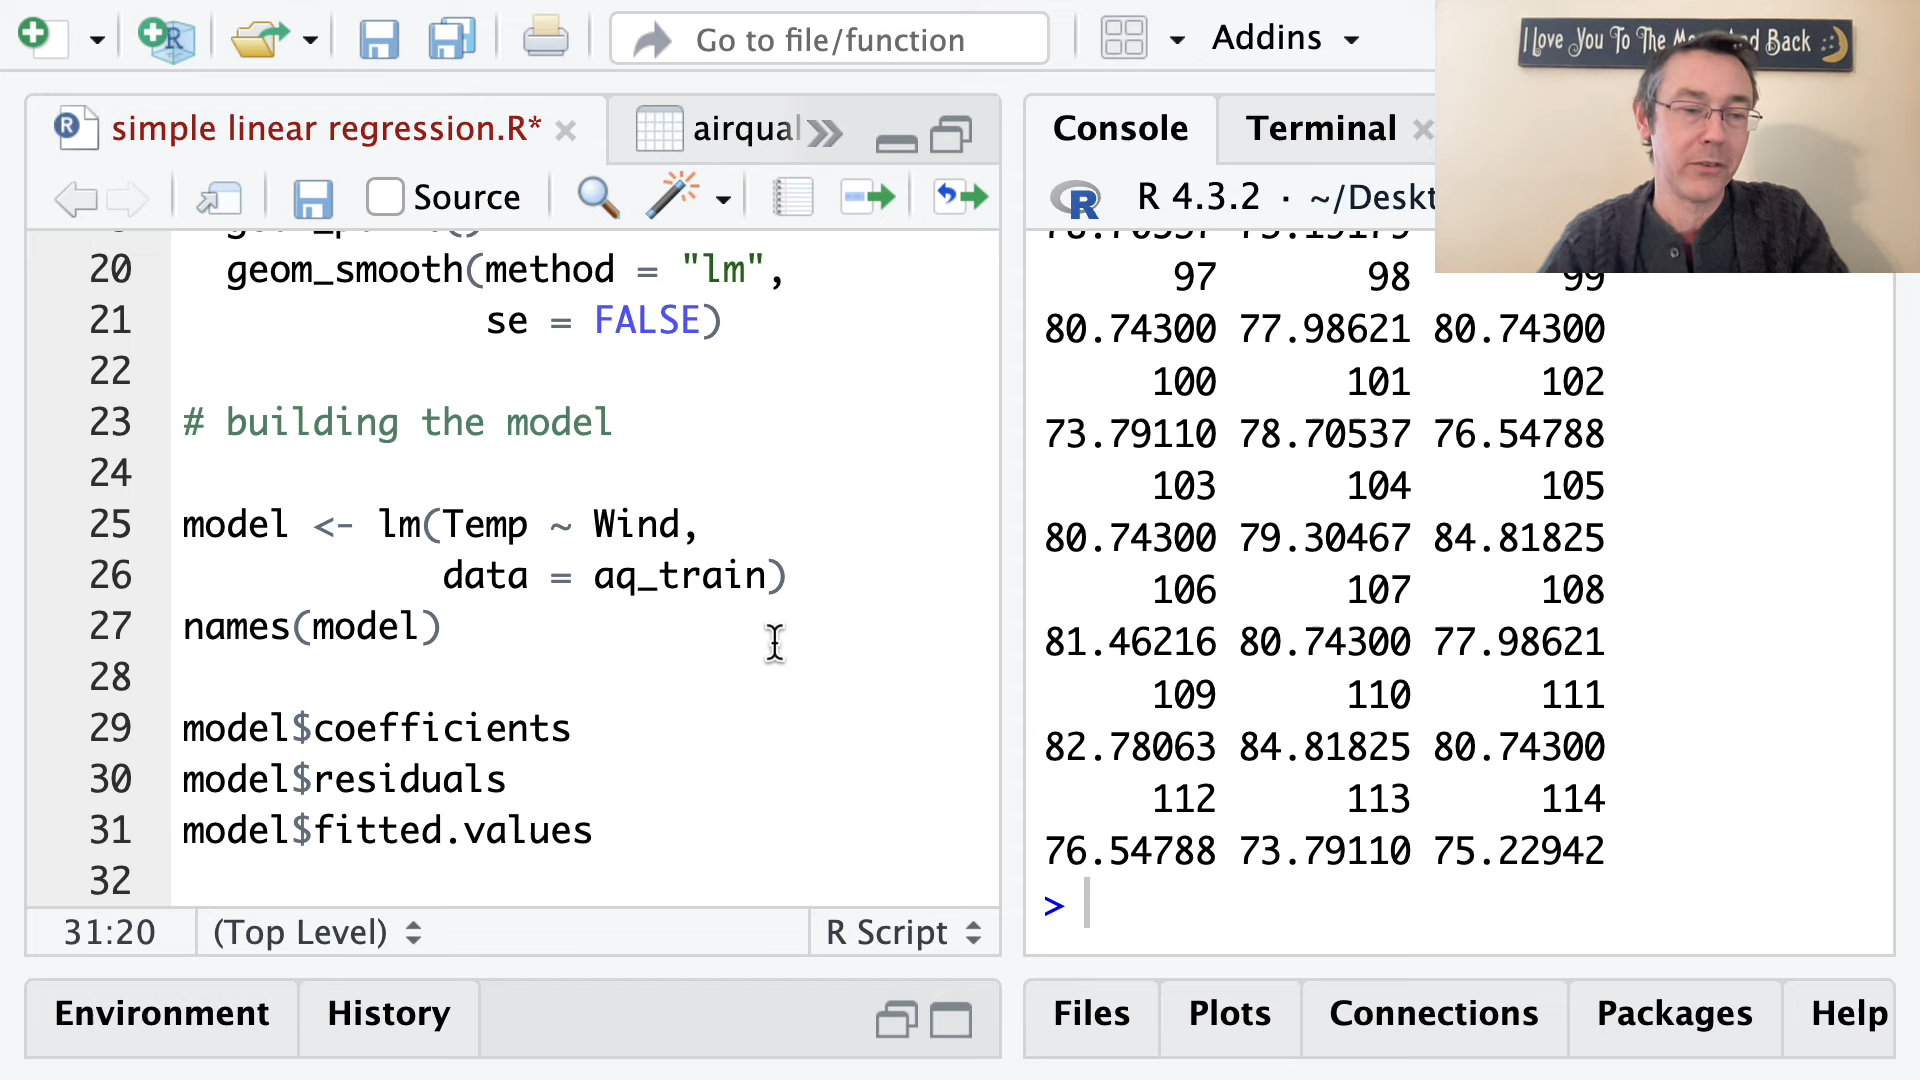 Go to file/function
Addins
I Love You To The Moon And Back
simple linear regression.R*
airqual
Source
20 geom_smooth(method = "lm",
21 se = FALSE)
22
23 # building the model
24
25 model <- lm(Temp ~ Wind,
26 data = aq_train)
27 names(model)
28
29 model$coefficients
30 model$residuals
31 model$fitted.values
32
31:20 (Top Level) R Script
Environment History
Console Terminal
R 4.3.2 · ~/Deskt
97 98 99
80.74300 77.98621 80.74300
100 101 102
73.79110 78.70537 76.54788
103 104 105
80.74300 79.30467 84.81825
106 107 108
81.46216 80.74300 77.98621
109 110 111
82.78063 84.81825 80.74300
112 113 114
76.54788 73.79110 75.22942
>
Files Plots Connections Packages Help